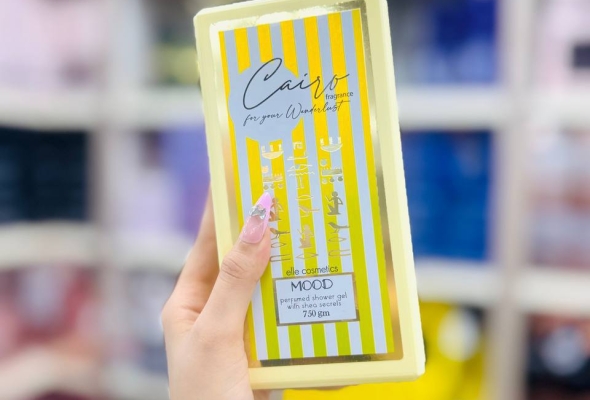 Cairo
fragrance
for your Wanderlust
elle cosmetics
MOOD
perfumed shower gel
with shea secrets
750 gm